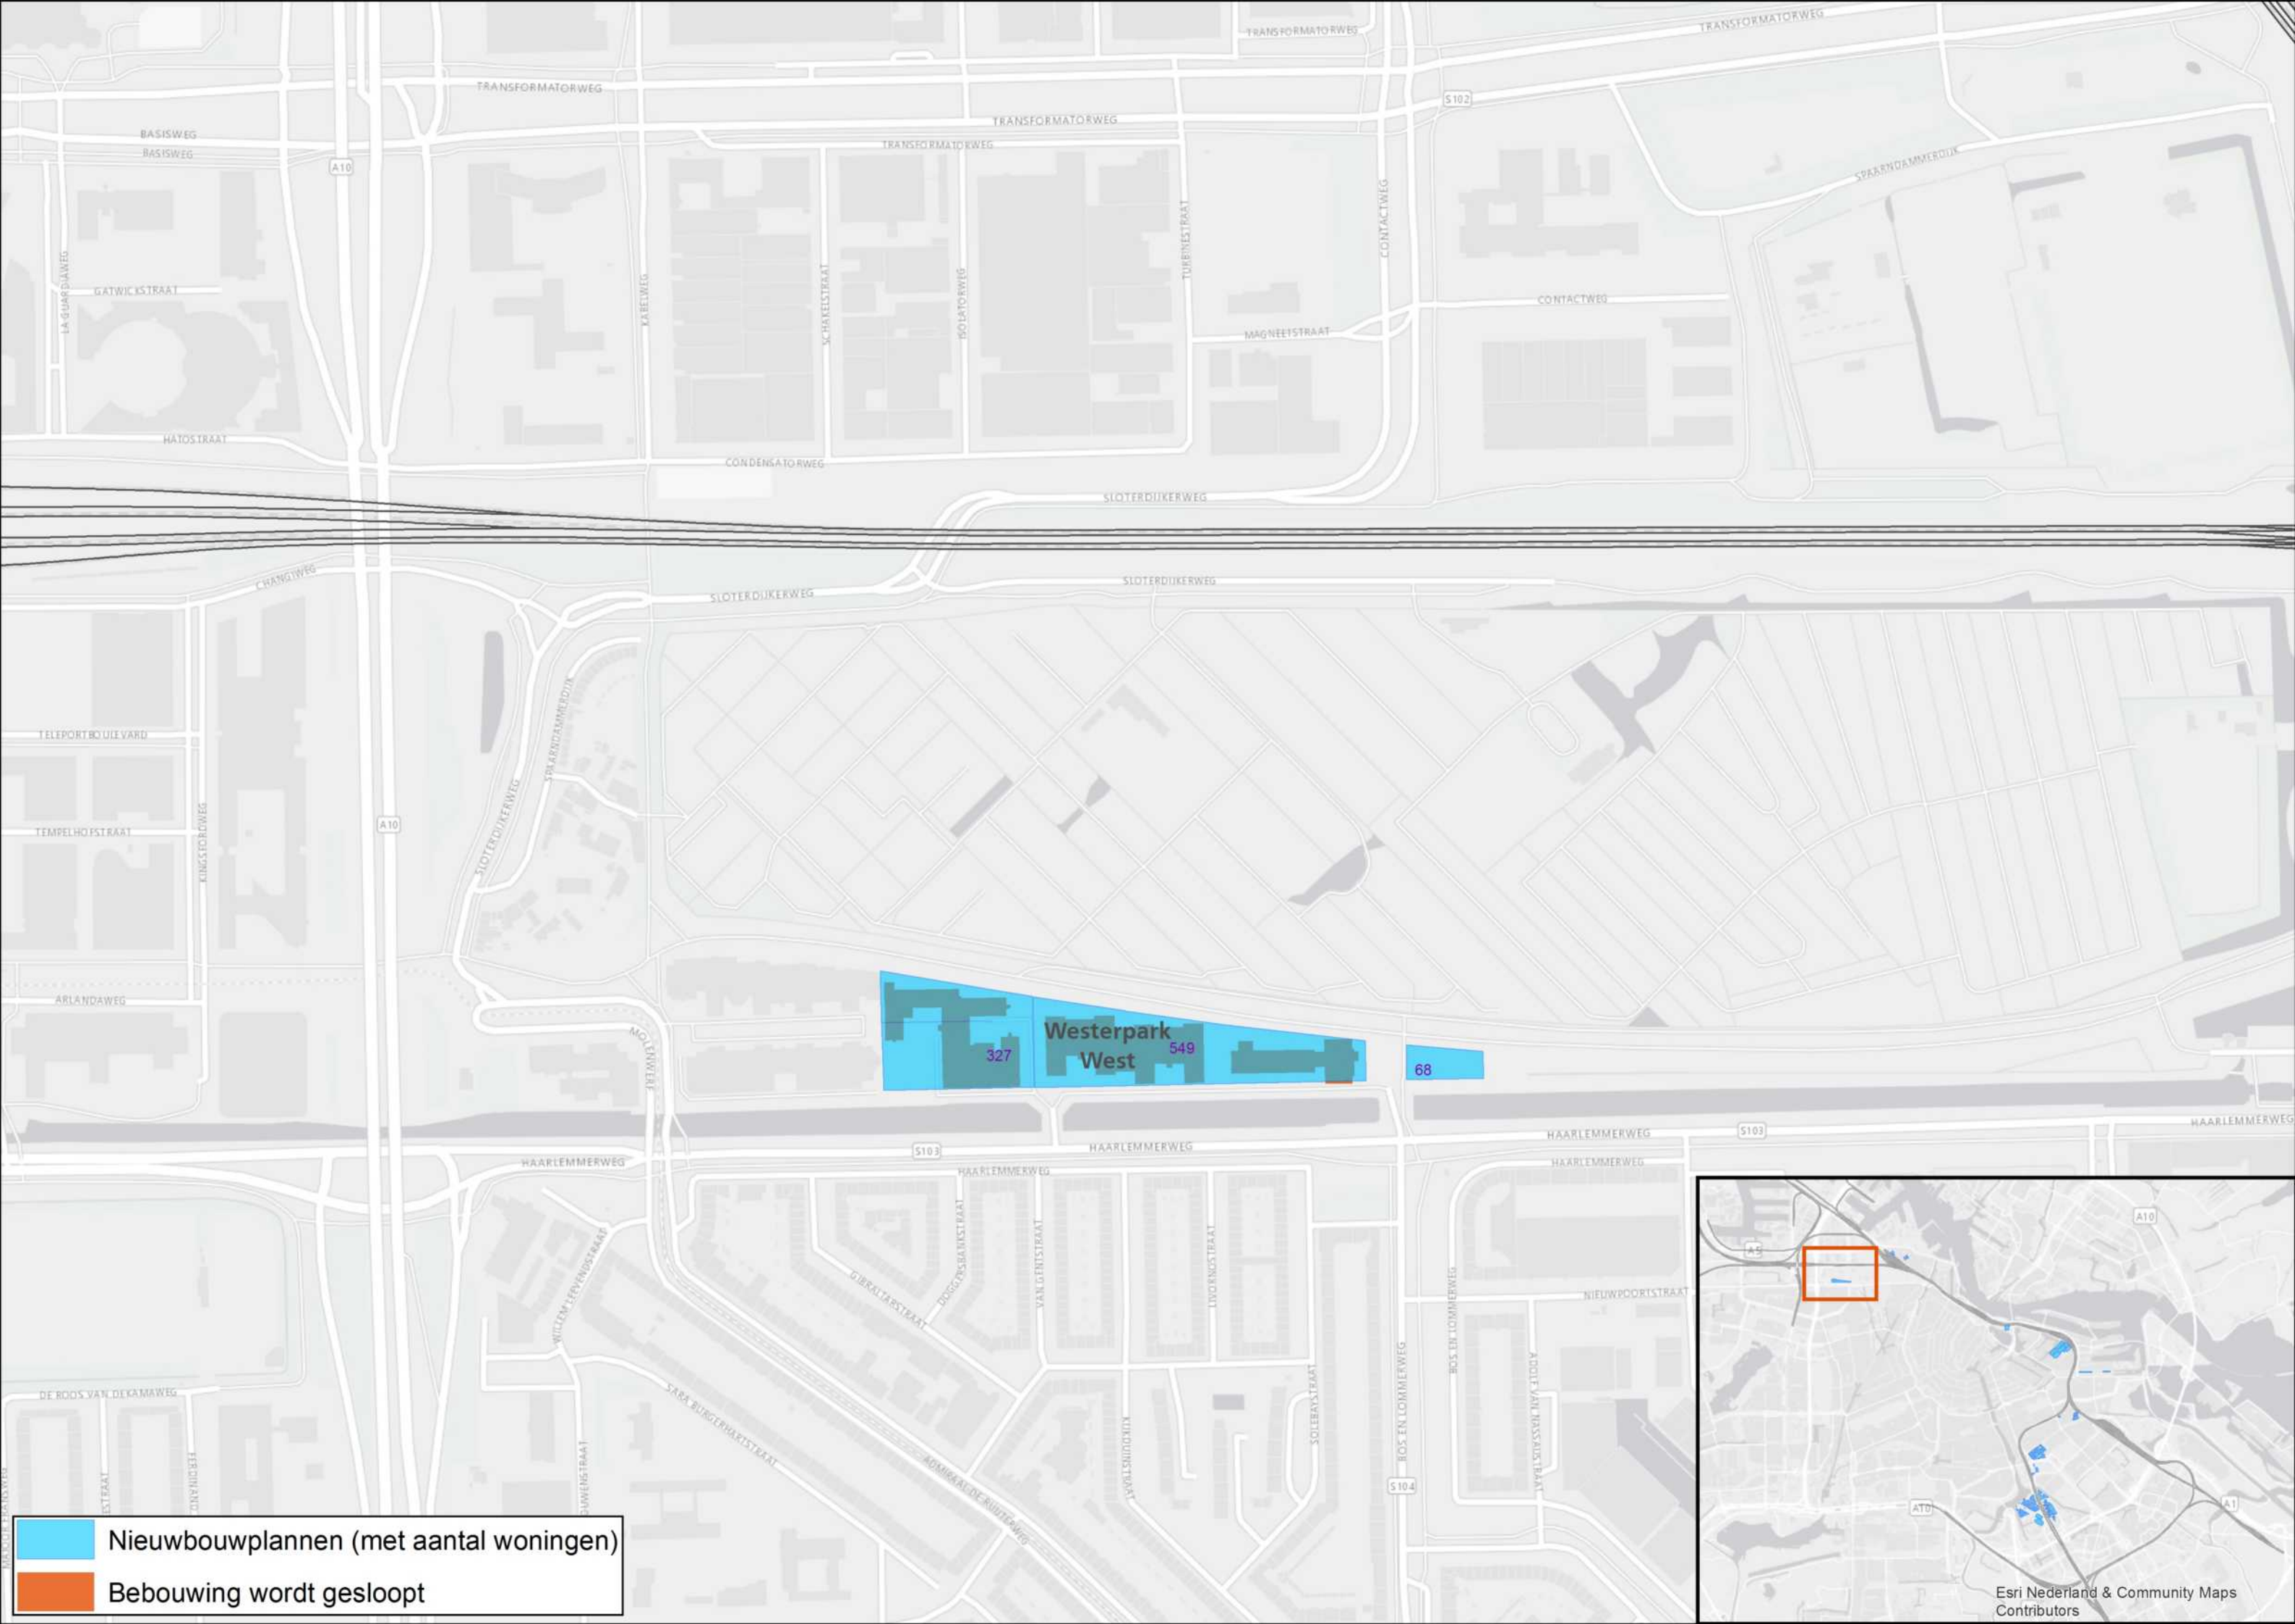 TRANSFORMATORWEG
TRANSFORMATORWEG
TRANSFORMATORWEG
S102
TRANSFORMATORWEG
BASISWEG
BASISWEG
TRANSFORMATORWEG
A10
SPAARNDAMMERDIJK
CONTACTWEG
TURBINESTRAAT
LA GUARDIAWEG
GATWICKSTRAAT
KABELWEG
SCHAKELSTRAAT
ISOLATORWEG
CONTACTWEG
MAGNEETSTRAAT
HATOSTRAAT
CONDENSATORWEG
SLOTERDIJKERWEG
CHANGIWEG
SLOTERDIJKERWEG
SLOTERDIJKERWEG
SPAARNDAMMERDIJK
TELEPORTBOULEVARD
A10
TEMPELHOFSTRAAT
KINGSFORDWEG
SLOTERDIJKERWEG
ARLANDAWEG
MOLENWERF
Westerpark
West
327
549
68
HAARLEMMERWEG
S103
HAARLEMMERWEG
HAARLEMMERWEG
S103
HAARLEMMERWEG
HAARLEMMERWEG
HAARLEMMERWEG
WILLEM LEEVENDSTRAAT
GIBRALTARSTRAAT
DOGGERSBANKSTRAAT
VAN GENTSTRAAT
LIVORNOSTRAAT
NIEUWPOORTSTRAAT
BOS EN LOMMERWEG
BOS EN LOMMERWEG
ADOLF VAN NASSAUSTRAAT
SOLEBAYSTRAAT
KIJKDUINSTRAAT
DE ROOS VAN DEKAMAWEG
SARA BURGERHARTSTRAAT
ADMIRAAL DE RUIJTERWEG
S104
FERDINAND
ESTRAAT
OUWENSTRAAT
Nieuwbouwplannen (met aantal woningen)
Bebouwing wordt gesloopt
A10
A5
A10
A1
Esri Nederland & Community Maps
Contributors